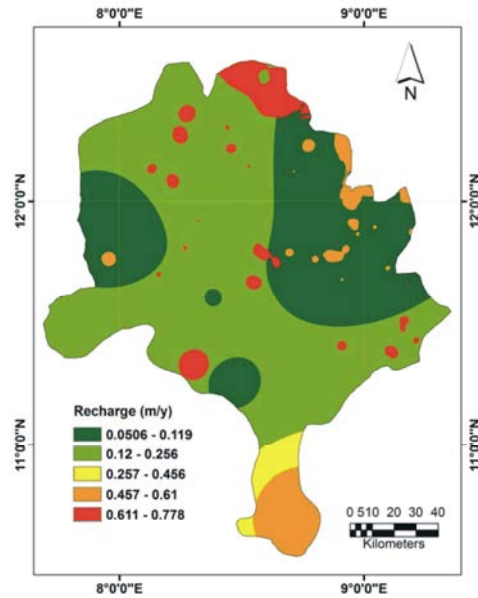 8°0'0"E 9°0'0"E
N
12°0'0"N 12°0'0"N
Recharge (m/y)
0.0506 - 0.119
0.12 - 0.256
0.257 - 0.456
0.457 - 0.61
0.611 - 0.778
11°0'0"N 11°0'0"N
0 5 10 20 30 40
Kilometers
8°0'0"E 9°0'0"E